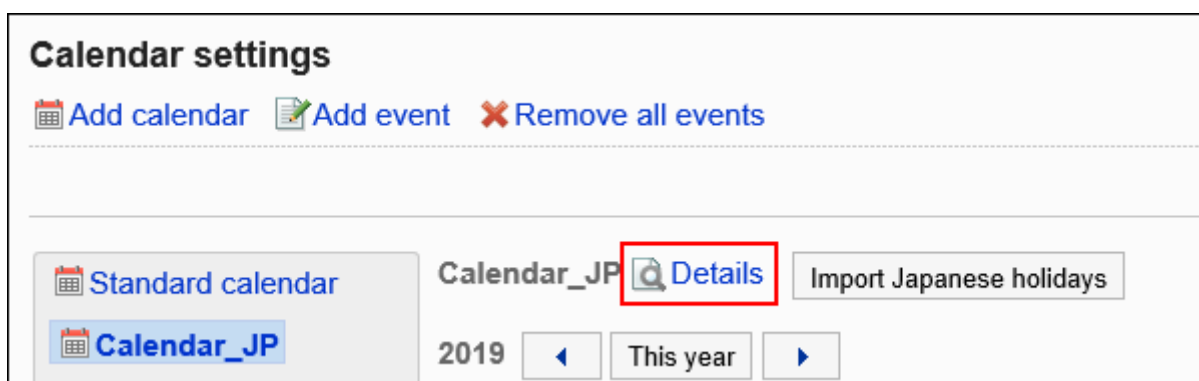 Calendar settings
Add calendar Add event Remove all events
Standard calendar
Calendar_JP
Calendar_JP Details Import Japanese holidays
2019 This year